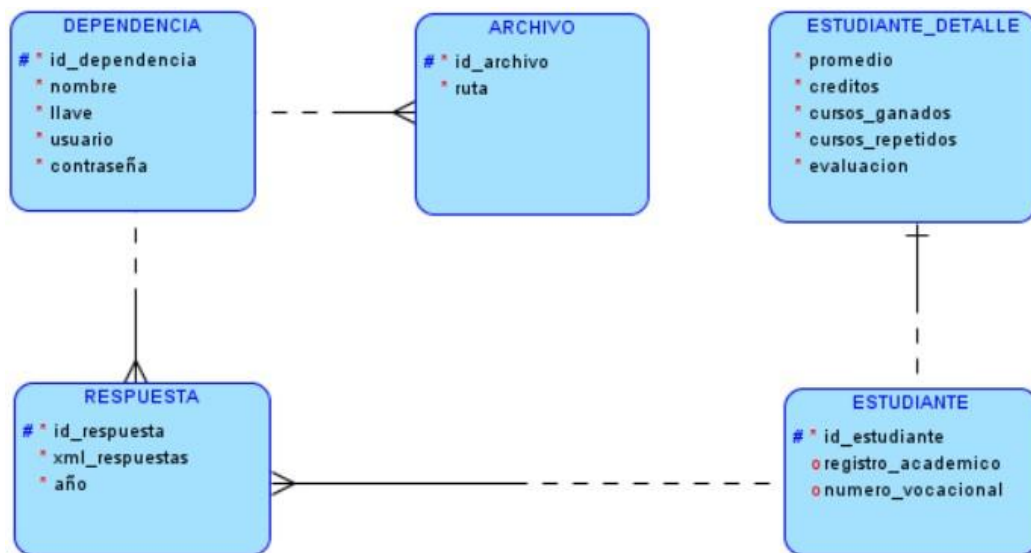 DEPENDENCIA
# * id_dependencia
* nombre
* llave
* usuario
* contraseña
ARCHIVO
# * id_archivo
* ruta
ESTUDIANTE_DETALLE
* promedio
* creditos
* cursos_ganados
* cursos_repetidos
* evaluacion
RESPUESTA
# * id_respuesta
* xml_respuestas
* año
ESTUDIANTE
# * id_estudiante
o registro_academico
o numero_vocacional